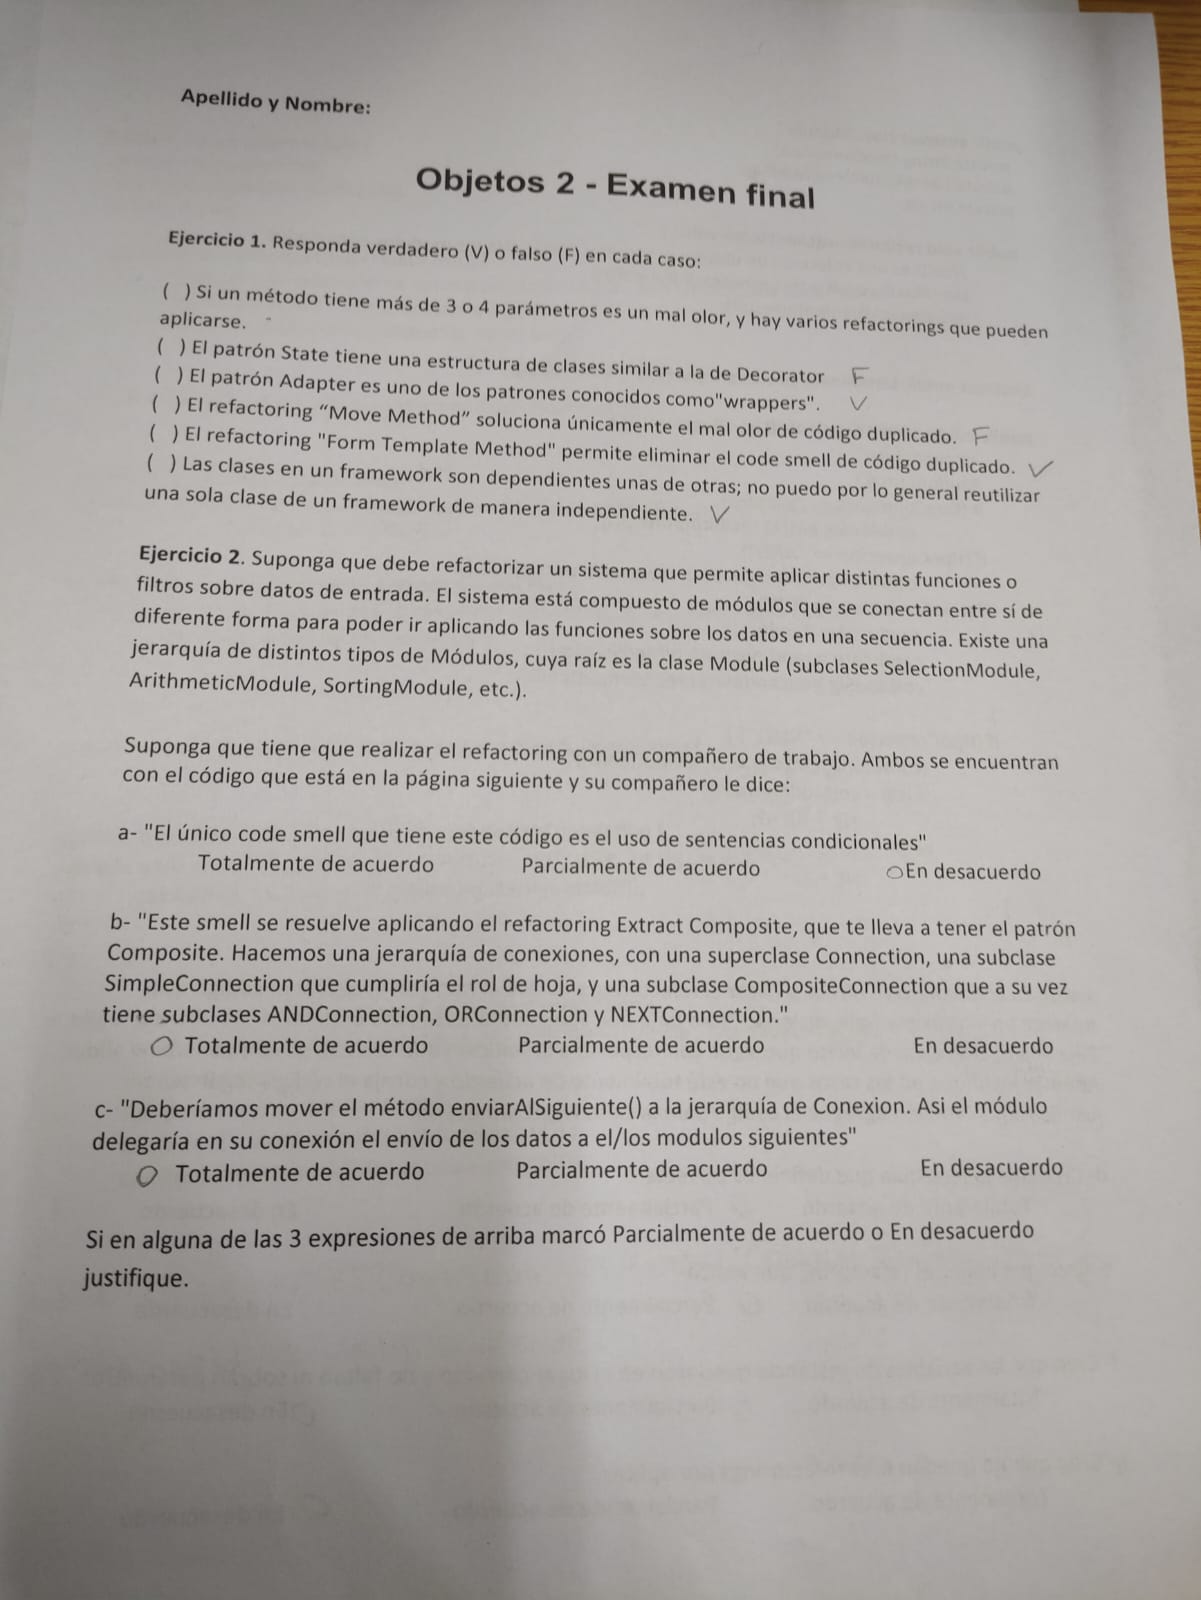 Apellido y Nombre:
Objetos 2 - Examen final
Ejercicio 1. Responda verdadero (V) o falso (F) en cada caso:
( ) Si un método tiene más de 3 o 4 parámetros es un mal olor, y hay varios refactorings que pueden
aplicarse.
( ) El patrón State tiene una estructura de clases similar a la de Decorator F
( ) El patrón Adapter es uno de los patrones conocidos como"wrappers". V
( ) El refactoring “Move Method” soluciona únicamente el mal olor de código duplicado. F
( ) El refactoring "Form Template Method" permite eliminar el code smell de código duplicado. V
( ) Las clases en un framework son dependientes unas de otras; no puedo por lo general reutilizar
una sola clase de un framework de manera independiente. V
Ejercicio 2. Suponga que debe refactorizar un sistema que permite aplicar distintas funciones o
filtros sobre datos de entrada. El sistema está compuesto de módulos que se conectan entre sí de
diferente forma para poder ir aplicando las funciones sobre los datos en una secuencia. Existe una
jerarquía de distintos tipos de Módulos, cuya raíz es la clase Module (subclases SelectionModule,
ArithmeticModule, SortingModule, etc.).
Suponga que tiene que realizar el refactoring con un compañero de trabajo. Ambos se encuentran
con el código que está en la página siguiente y su compañero le dice:
a- "El único code smell que tiene este código es el uso de sentencias condicionales"
Totalmente de acuerdo Parcialmente de acuerdo En desacuerdo
b- "Este smell se resuelve aplicando el refactoring Extract Composite, que te lleva a tener el patrón
Composite. Hacemos una jerarquía de conexiones, con una superclase Connection, una subclase
SimpleConnection que cumpliría el rol de hoja, y una subclase CompositeConnection que a su vez
tiene subclases ANDConnection, ORConnection y NEXTConnection."
Totalmente de acuerdo Parcialmente de acuerdo En desacuerdo
c- "Deberíamos mover el método enviarAlSiguiente() a la jerarquía de Conexion. Asi el módulo
delegaría en su conexión el envío de los datos a el/los modulos siguientes"
Totalmente de acuerdo Parcialmente de acuerdo En desacuerdo
Si en alguna de las 3 expresiones de arriba marcó Parcialmente de acuerdo o En desacuerdo
justifique.